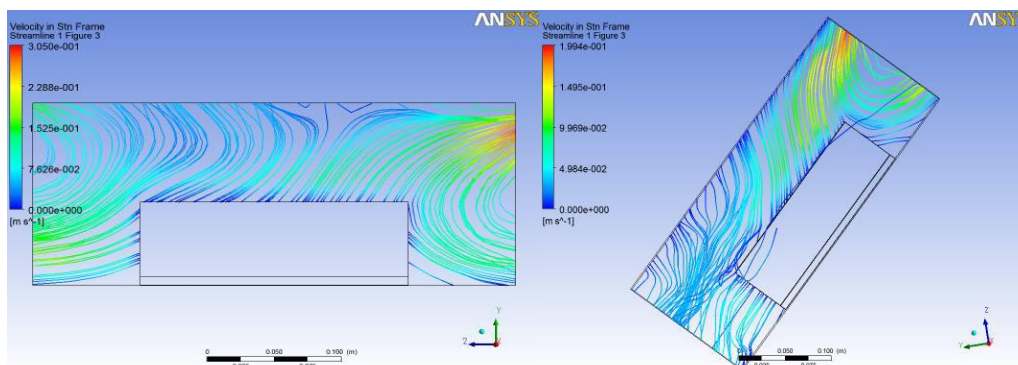 ANSYS
Velocity in Stn Frame
Streamline 1 Figure 3
3.050e-001
2.288e-001
1.525e-001
7.626e-002
0.000e+000
[m s^-1]
0 0.050 0.100 (m)
Y
Z
ANSYS
Velocity in Stn Frame
Streamline 1 Figure 3
1.994e-001
1.495e-001
9.969e-002
4.984e-002
0.000e+000
[m s^-1]
0 0.050 0.100 (m)
Z
Y